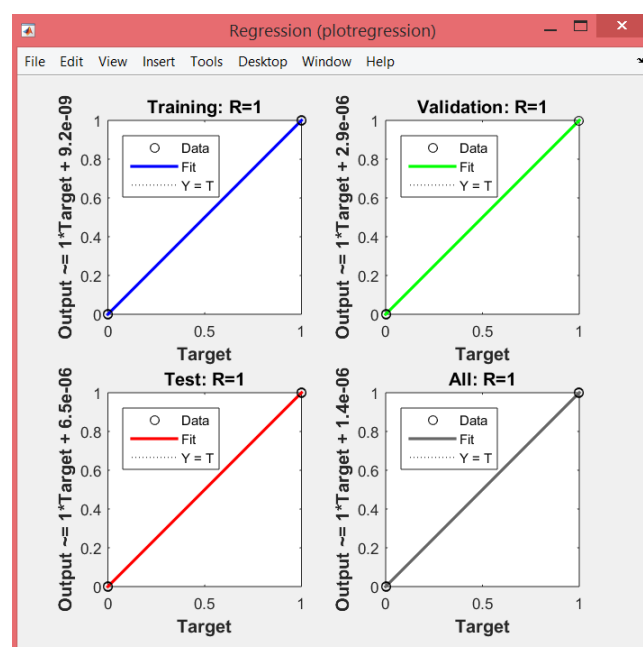 Regression (plotregression)
File Edit View Insert Tools Desktop Window Help
Training: R=1
Output ~= 1*Target + 9.2e-09
1
0.8
0.6
0.4
0.2
0
Data
Fit
Y = T
0 0.5 1
Target
Validation: R=1
Output ~= 1*Target + 2.9e-06
1
0.8
0.6
0.4
0.2
0
Data
Fit
Y = T
0 0.5 1
Target
Test: R=1
Output ~= 1*Target + 6.5e-06
1
0.8
0.6
0.4
0.2
0
Data
Fit
Y = T
0 0.5 1
Target
All: R=1
Output ~= 1*Target + 1.4e-06
1
0.8
0.6
0.4
0.2
0
Data
Fit
Y = T
0 0.5 1
Target